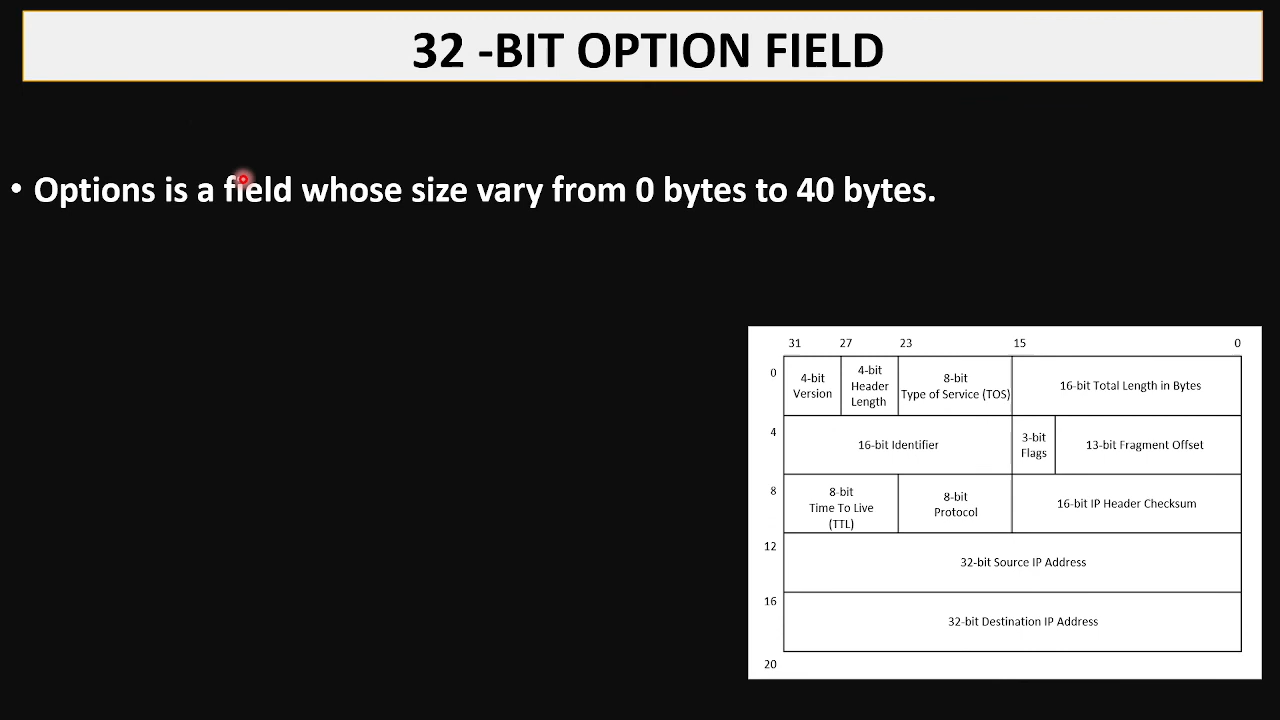 32 -BIT OPTION FIELD
• Options is a field whose size vary from 0 bytes to 40 bytes.
31 27 23 15 0
0
4-bit
Version
4-bit
Header
Length
8-bit
Type of Service (TOS)
16-bit Total Length in Bytes
4
16-bit Identifier
3-bit
Flags
13-bit Fragment Offset
8
8-bit
Time To Live
(TTL)
8-bit
Protocol
16-bit IP Header Checksum
12
32-bit Source IP Address
16
32-bit Destination IP Address
20